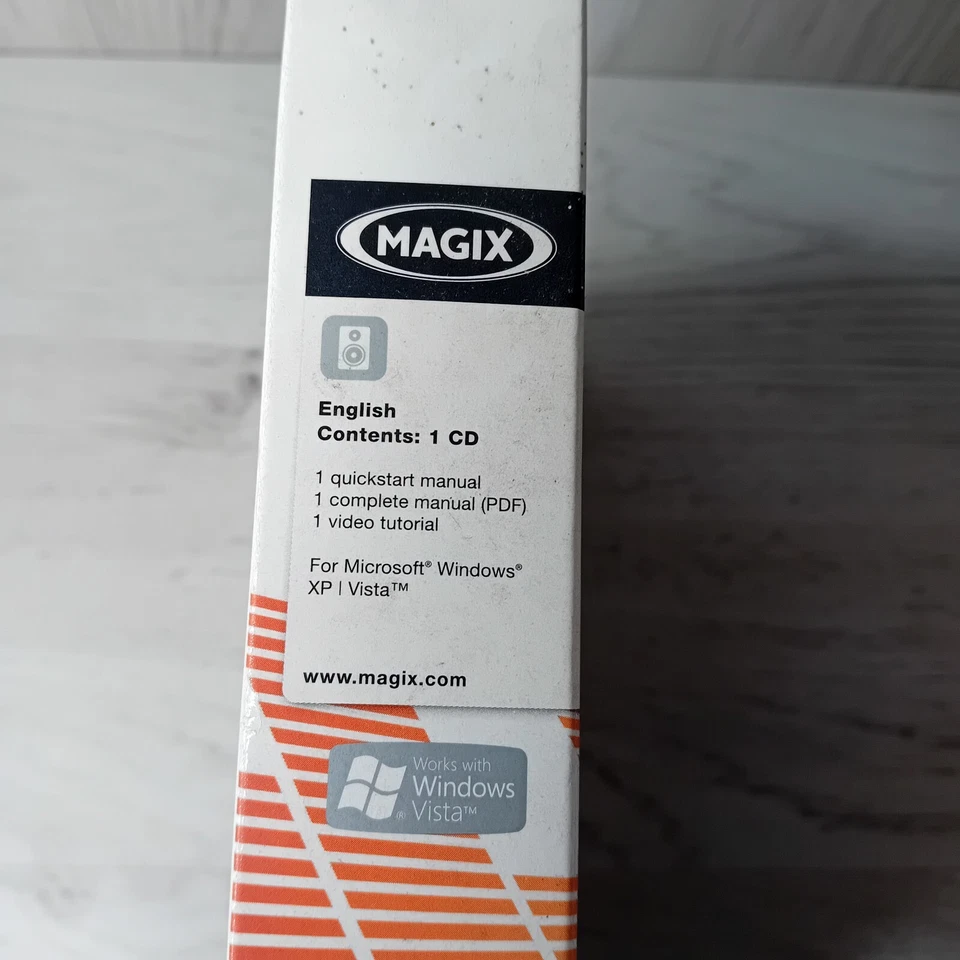 MAGIX
English
Contents: 1 CD
1 quickstart manual
1 complete manual (PDF)
1 video tutorial
For Microsoft® Windows®
XP | Vista™
www.magix.com
Works with
Windows
® Vista™